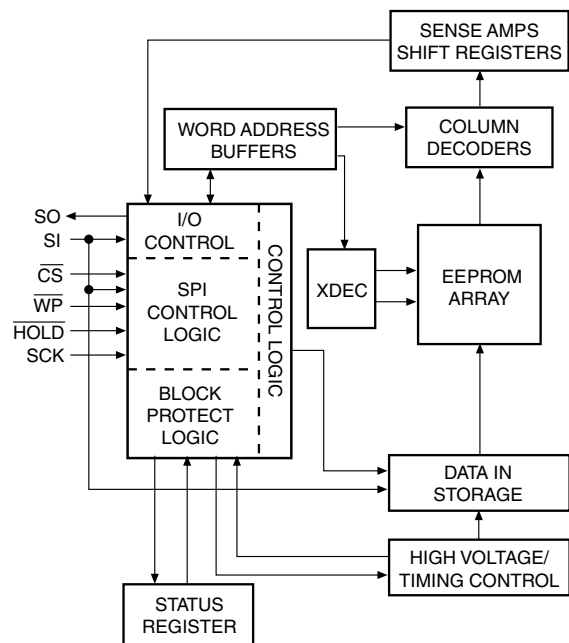 SENSE AMPS
SHIFT REGISTERS
WORD ADDRESS
BUFFERS
COLUMN
DECODERS
SO
SI
CS
WP
HOLD
SCK
I/O
CONTROL
SPI
CONTROL
LOGIC
BLOCK
PROTECT
LOGIC
CONTROL LOGIC
XDEC
EEPROM
ARRAY
DATA IN
STORAGE
HIGH VOLTAGE/
TIMING CONTROL
STATUS
REGISTER